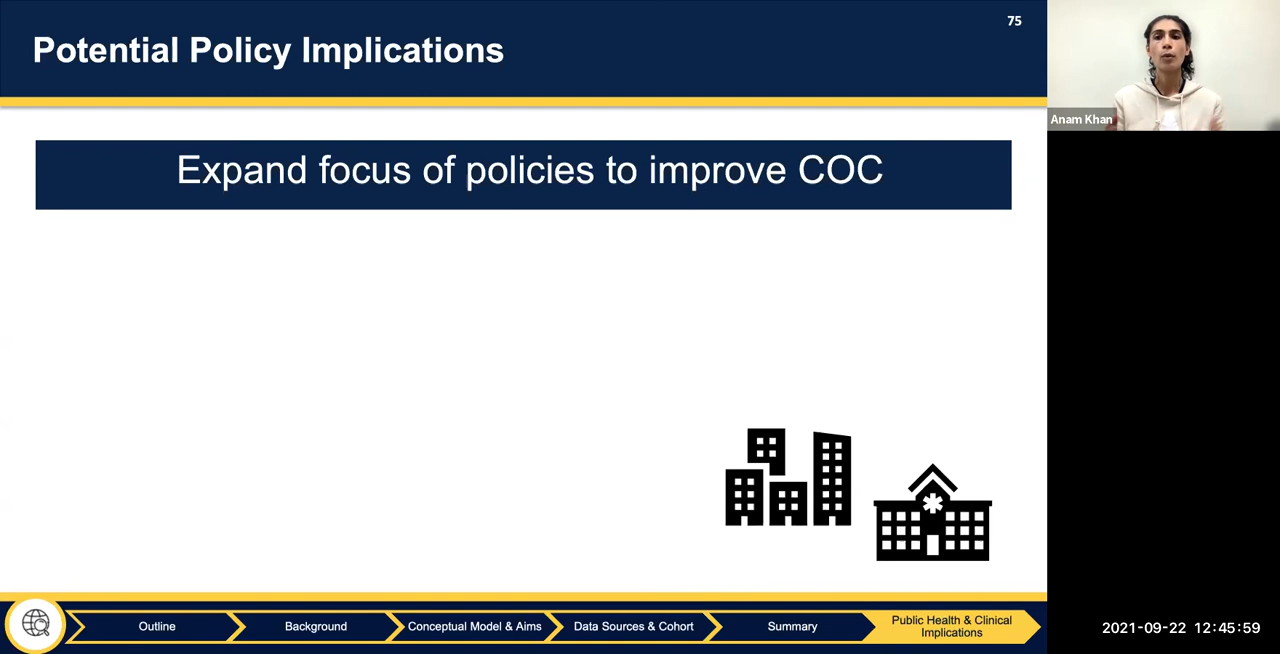 75
Potential Policy Implications
Anam Khan
Expand focus of policies to improve COC
Outline
Background
Conceptual Model & Aims
Data Sources & Cohort
Summary
Public Health & Clinical
Implications
2021-09-22 12:45:59